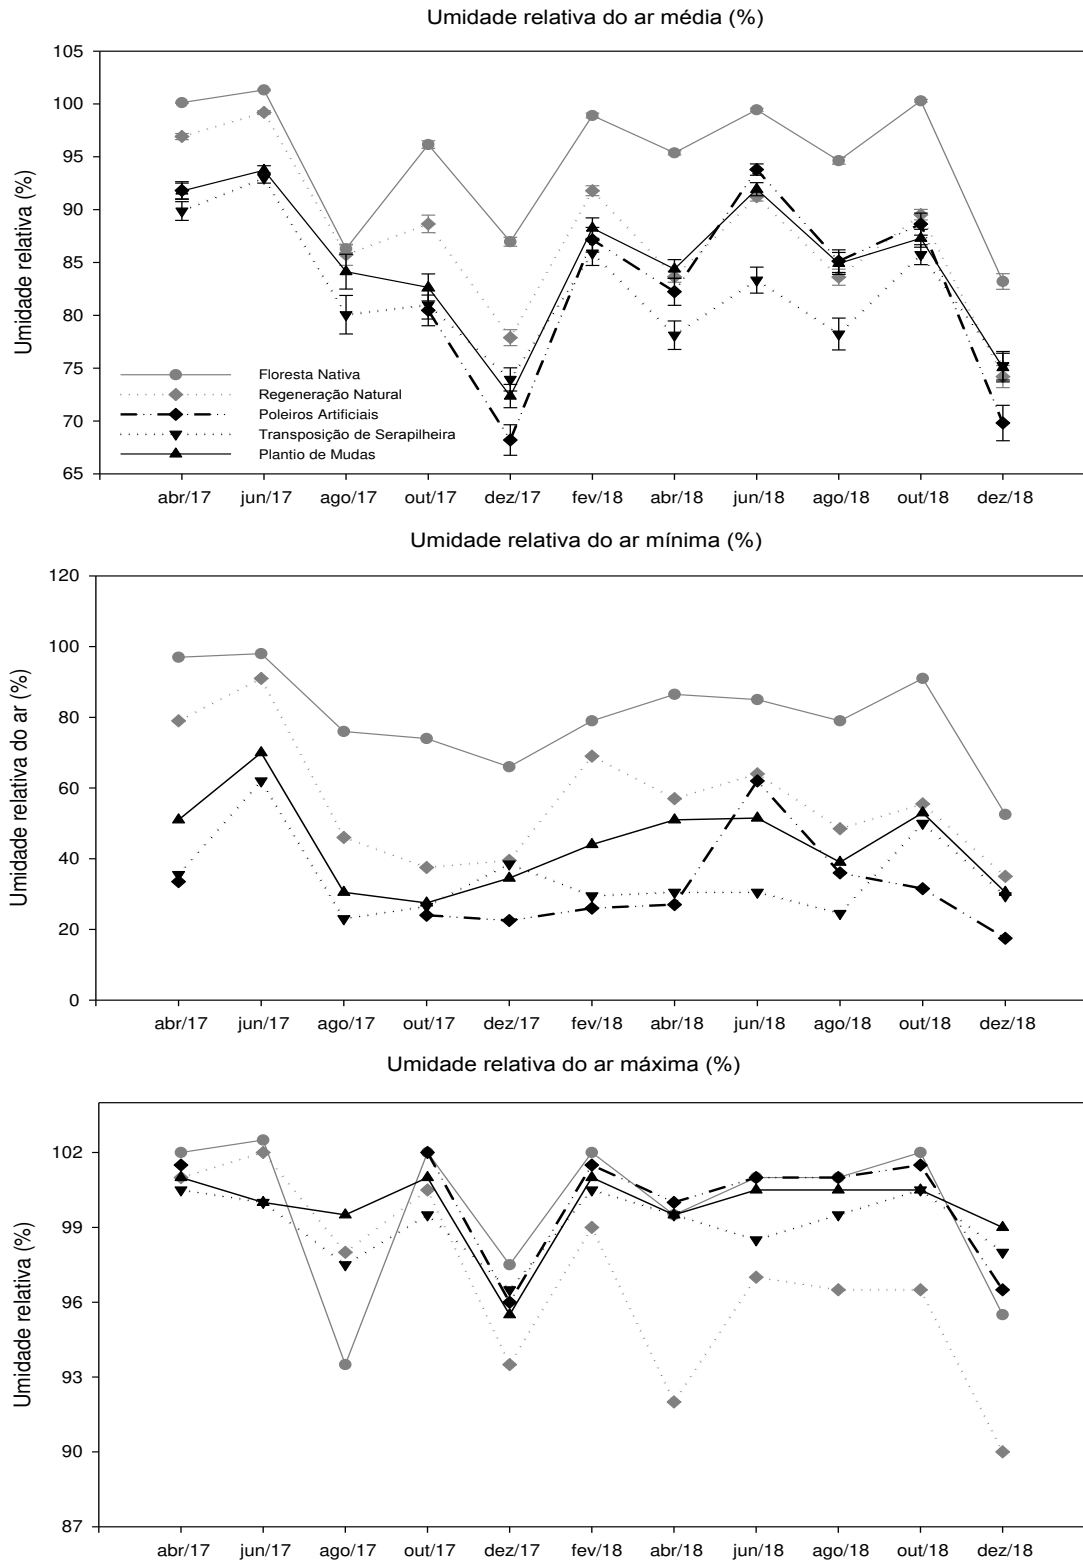 Umidade relativa do ar média (%)
105
100
95
90
85
80
75
70
65
Umidade relativa (%)
Floresta Nativa
Regeneração Natural
Poleiros Artificiais
Transposição de Serapilheira
Plantio de Mudas
abr/17 jun/17 ago/17 out/17 dez/17 fev/18 abr/18 jun/18 ago/18 out/18 dez/18
Umidade relativa do ar mínima (%)
120
100
80
60
40
20
0
Umidade relativa do ar (%)
abr/17 jun/17 ago/17 out/17 dez/17 fev/18 abr/18 jun/18 ago/18 out/18 dez/18
Umidade relativa do ar máxima (%)
102
99
96
93
90
87
Umidade relativa (%)
abr/17 jun/17 ago/17 out/17 dez/17 fev/18 abr/18 jun/18 ago/18 out/18 dez/18